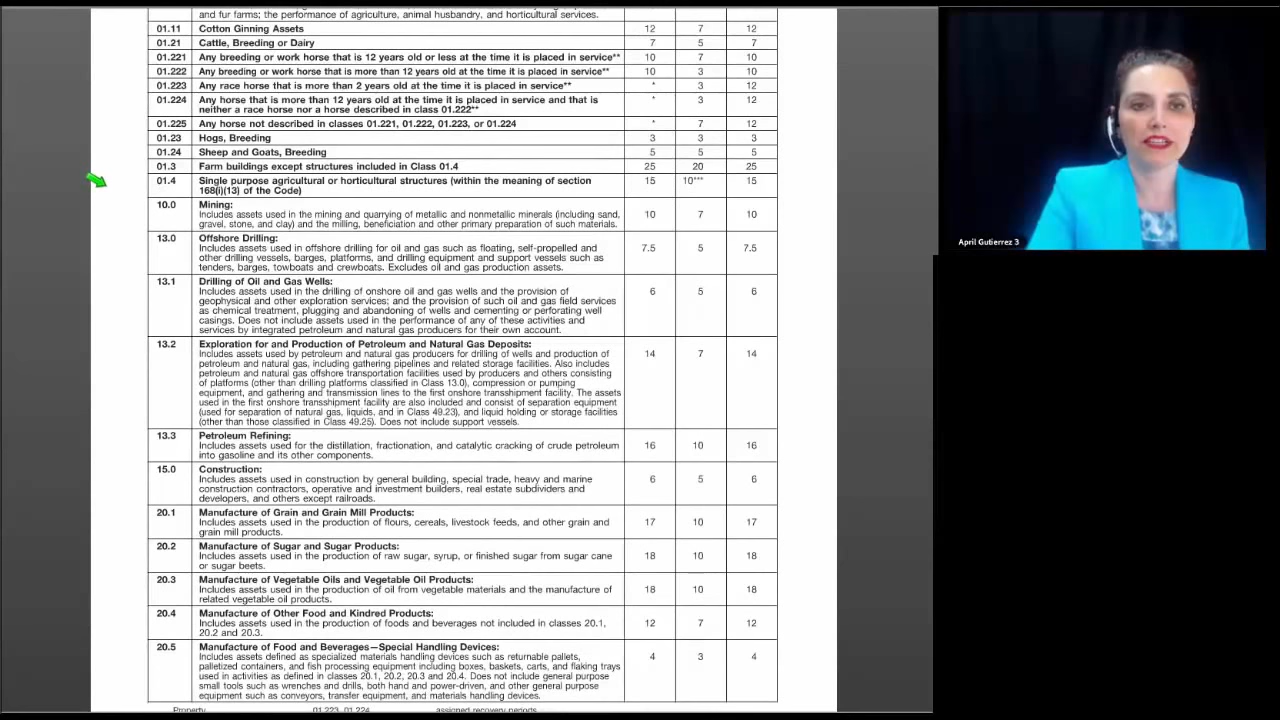 and fur farms; the performance of agriculture, animal husbandry, and horticultural services.
01.11 Cotton Ginning Assets 12 7 12
01.21 Cattle, Breeding or Dairy 7 5 7
01.221 Any breeding or work horse that is 12 years old or less at the time it is placed in service** 10 7 10
01.222 Any breeding or work horse that is more than 12 years old at the time it is placed in service** 10 3 10
01.223 Any race horse that is more than 2 years old at the time it is placed in service** * 3 12
01.224 Any horse that is more than 12 years old at the time it is placed in service and that is * 3 12
neither a race horse nor a horse described in class 01.222**
01.225 Any horse not described in classes 01.221, 01.222, 01.223, or 01.224 * 7 12
01.23 Hogs, Breeding 3 3 3
01.24 Sheep and Goats, Breeding 5 5 5
01.3 Farm buildings except structures included in Class 01.4 25 20 25
01.4 Single purpose agricultural or horticultural structures (within the meaning of section 15 10*** 15
168(i)(13) of the Code)
10.0 Mining:
Includes assets used in the mining and quarrying of metallic and nonmetallic minerals (including sand, 10 7 10
gravel, stone, and clay) and the milling, beneficiation and other primary preparation of such materials.
13.0 Offshore Drilling:
Includes assets used in offshore drilling for oil and gas such as floating, self-propelled and 7.5 5 7.5
other drilling vessels, barges, platforms, and drilling equipment and support vessels such as
tenders, barges, towboats and crewboats. Excludes oil and gas production assets.
13.1 Drilling of Oil and Gas Wells:
Includes assets used in the drilling of onshore oil and gas wells and the provision of 6 5 6
geophysical and other exploration services; and the provision of such oil and gas field services
as chemical treatment, plugging and abandoning of wells and cementing or perforating well
casings. Does not include assets used in the performance of any of these activities and
services by integrated petroleum and natural gas producers for their own account.
13.2 Exploration for and Production of Petroleum and Natural Gas Deposits:
Includes assets used by petroleum and natural gas producers for drilling of wells and production of 14 7 14
petroleum and natural gas, including gathering pipelines and related storage facilities. Also includes
petroleum and natural gas offshore transportation facilities used by producers and others consisting
of platforms (other than drilling platforms classified in Class 13.0), compression or pumping
equipment, and gathering and transmission lines to the first onshore transshipment facility. The assets
used in the first onshore transshipment facility are also included and consist of separation equipment
(used for separation of natural gas, liquids, and in Class 49.23), and liquid holding or storage facilities
(other than those classified in Class 49.25). Does not include support vessels.
13.3 Petroleum Refining:
Includes assets used for the distillation, fractionation, and catalytic cracking of crude petroleum 16 10 16
into gasoline and its other components.
15.0 Construction:
Includes assets used in construction by general building, special trade, heavy and marine 6 5 6
construction contractors, operative and investment builders, real estate subdividers and
developers, and others except railroads.
20.1 Manufacture of Grain and Grain Mill Products:
Includes assets used in the production of flours, cereals, livestock feeds, and other grain and 17 10 17
grain mill products.
20.2 Manufacture of Sugar and Sugar Products:
Includes assets used in the production of raw sugar, syrup, or finished sugar from sugar cane 18 10 18
or sugar beets.
20.3 Manufacture of Vegetable Oils and Vegetable Oil Products:
Includes assets used in the production of oil from vegetable materials and the manufacture of 18 10 18
related vegetable oil products.
20.4 Manufacture of Other Food and Kindred Products:
Includes assets used in the production of foods and beverages not included in classes 20.1, 12 7 12
20.2 and 20.3.
20.5 Manufacture of Food and Beverages—Special Handling Devices:
Includes assets defined as specialized materials handling devices such as returnable pallets, 4 3 4
palletized containers, and fish processing equipment including boxes, baskets, carts, and flaking trays
used in activities as defined in classes 20.1, 20.2, 20.3 and 20.4. Does not include general purpose
small tools such as wrenches and drills, both hand and power-driven, and other general purpose
equipment such as conveyors, transfer equipment, and materials handling devices.
Property 01.223, 01.224 assigned recovery periods
April Gutierrez 3